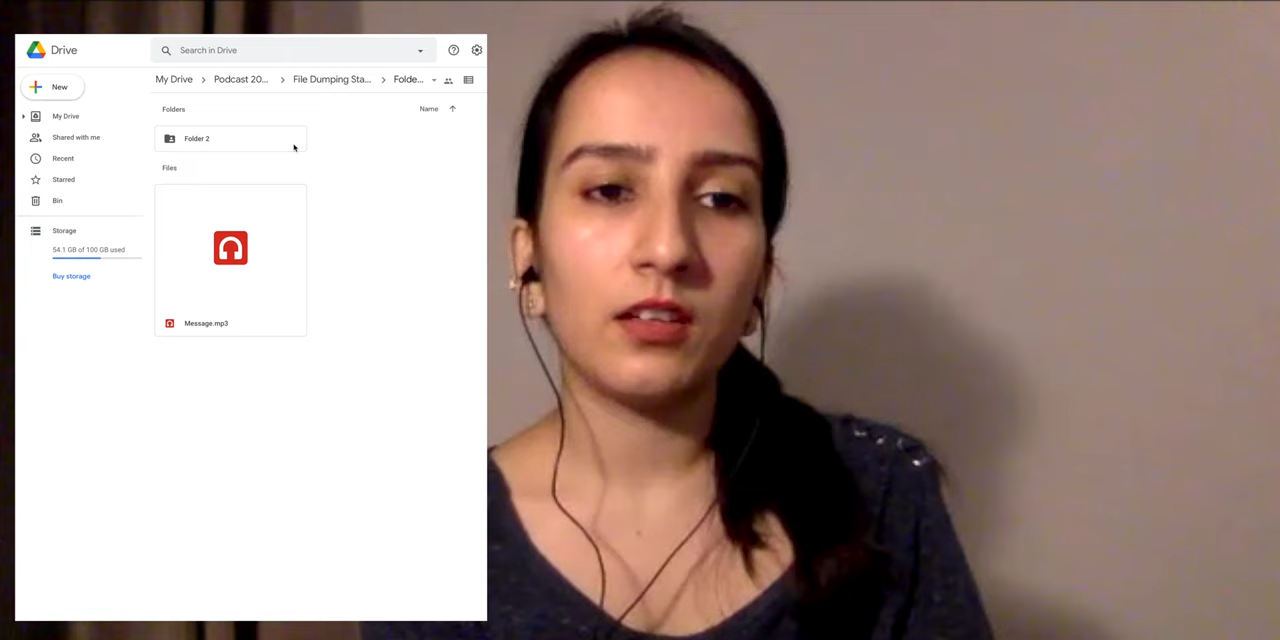 Drive
Search in Drive
New
My Drive > Podcast 20... > File Dumping Sta... > Folde...
My Drive
Shared with me
Recent
Starred
Bin
Storage
54.1 GB of 100 GB used
Buy storage
Folders
Name
Folder 2
Files
Message.mp3